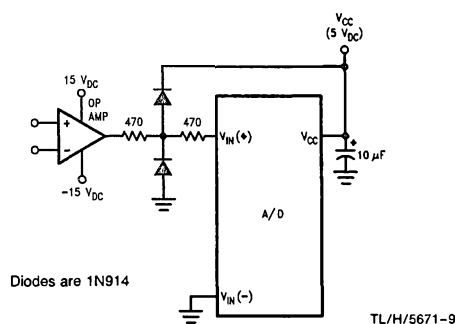 VCC
(5 VDC)
15 VDC
OP
AMP
470
470
+
−
VIN(+)
VCC
+
10 μF
-15 VDC
A/D
Diodes are 1N914
VIN(−)
TL/H/5671-9